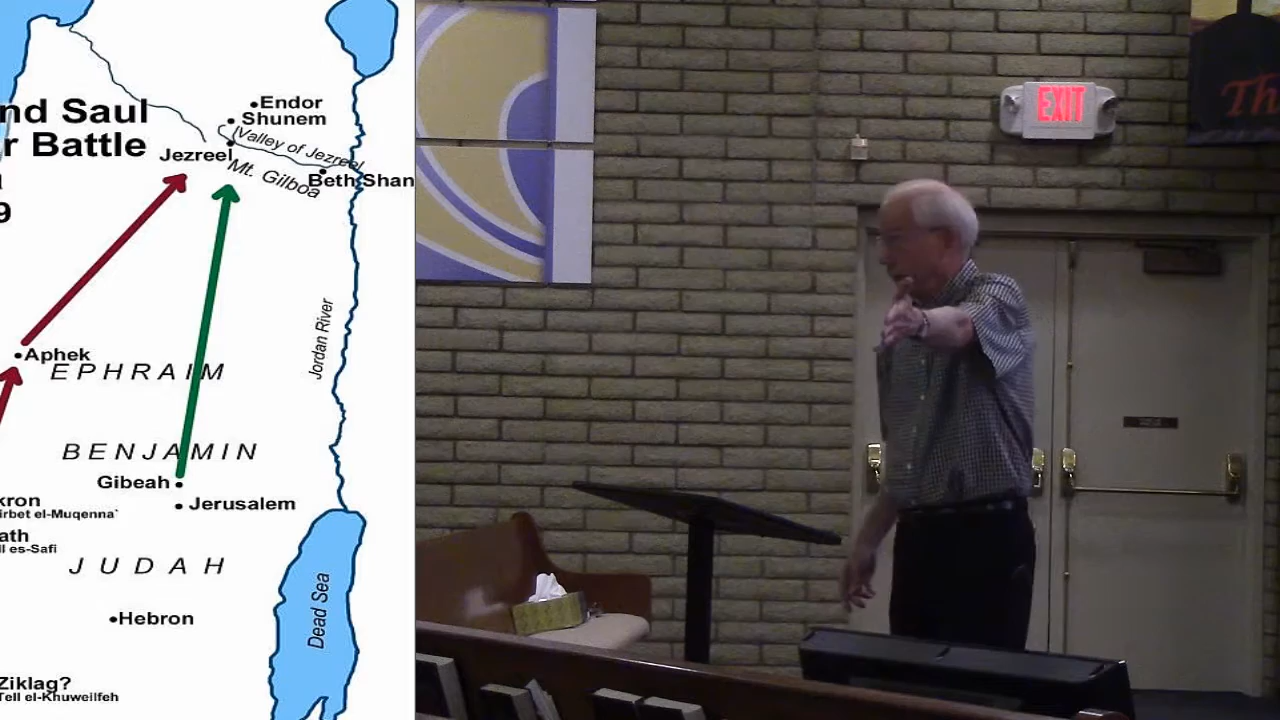 nd Saul
r Battle
9
Endor
Shunem
Valley of Jezreel
Jezreel
Mt. Gilboa
Beth Shan
Jordan River
Aphek
EPHRAIM
BENJAMIN
Gibeah
Jerusalem
kron
irbet el-Muqenna`
ath
ll es-Safi
JUDAH
Hebron
Dead Sea
Ziklag?
Tell el-Khuweilfeh
EXIT
Th